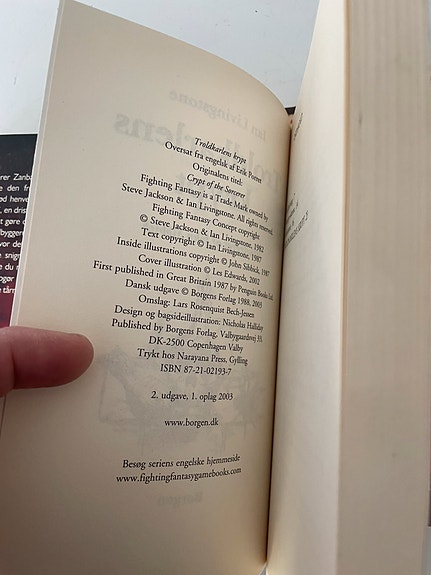 Troldkarlens krypt
Oversat fra engelsk af Erik Porret
Originalens titel:
Crypt of the Sorcerer
Fighting Fantasy is a Trade Mark owned by
Steve Jackson & Ian Livingstone. All rights reserved.
Fighting Fantasy Concept copyright
© Steve Jackson & Ian Livingstone, 1982
Text copyright © Ian Livingstone, 1987
Inside illustrations copyright © John Sibbick, 1987
Cover illustration © Les Edwards, 2002
First published in Great Britain 1987 by Penguin Books Ltd.
Dansk udgave © Borgens Forlag 1988, 2003
Omslag: Lars Rosenquist Bech-Jessen
Design og bagsideillustration: Nicholas Halliday
Published by Borgens Forlag, Valbygaardsvej 33,
DK-2500 Copenhagen Valby
Trykt hos Narayana Press, Gylling
ISBN 87-21-02193-7
2. udgave, 1. oplag 2003
www.borgen.dk
Besøg seriens engelske hjemmeside
www.fightingfantasygamebooks.com